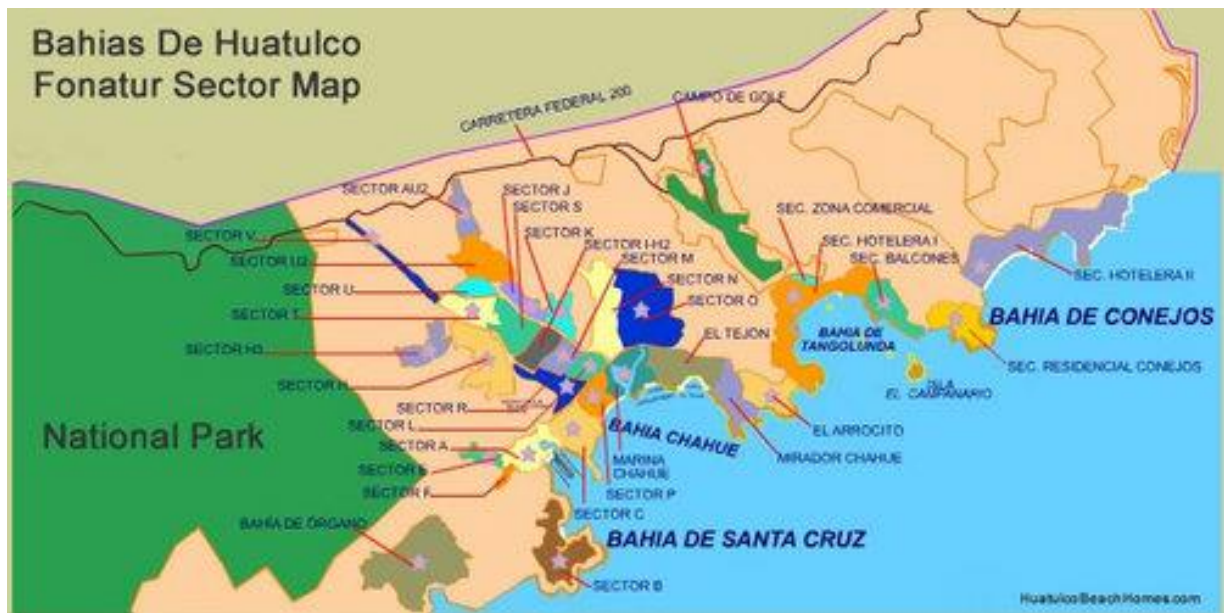 Bahias De Huatulco
Fonatur Sector Map
CARRETERA FEDERAL 200
CAMPO DE GOLF
SECTOR AU2
SECTOR J
SECTOR S
SECTOR K
SEC. ZONA COMERCIAL
SECTOR V
SECTOR I-H2
SEC. HOTELERA I
SECTOR M
SEC. BALCONES
SECTOR U2
SECTOR N
SEC. HOTELERA II
SECTOR U
SECTOR O
SECTOR T
BAHIA DE CONEJOS
EL TEJON
BAHIA DE
TANGOLUNDA
SECTOR H3
SEC. RESIDENCIAL CONEJOS
SECTOR H
ISLA
EL CAMPANARIO
SECTOR R
SECTOR L
BAHIA CHAHUE
EL ARROCITO
National Park
SECTOR A
MARINA
CHAHUE
MIRADOR CHAHUE
SECTOR E
SECTOR F
SECTOR P
SECTOR C
BAHÍA DE ÓRGANO
BAHIA DE SANTA CRUZ
SECTOR B
HuatulcoBeachHomes.com